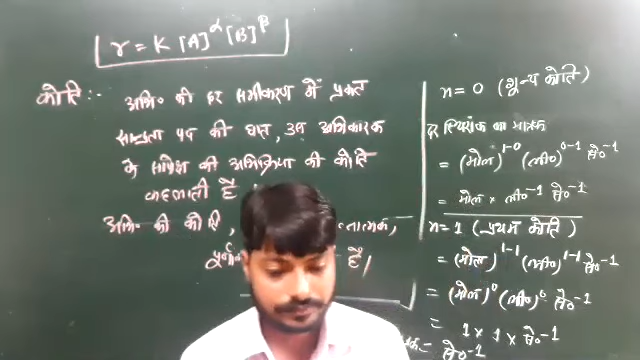 r = K [A]^α [B]^β
कोटि :- अभि० की दर समीकरण में प्रयुक्त
सान्द्रता पद की घात, उस अभिकारक
के सापेक्ष की अभिक्रिया की कोटि
कहलाती है।
अभि० की कोटि,
है।
n = 0 (शून्य कोटि)
दर स्थिरांक का मात्रक
= (मोल)^1-0 (ली०)^0-1 से०^-1
= मोल × ली०^-1 से०^-1
n = 1 (प्रथम कोटि)
= (मोल)^1-1 (ली०)^1-1 से०^-1
= (मोल)^0 (ली०)^0 से०^-1
= 1 × 1 × से०^-1
= से०^-1